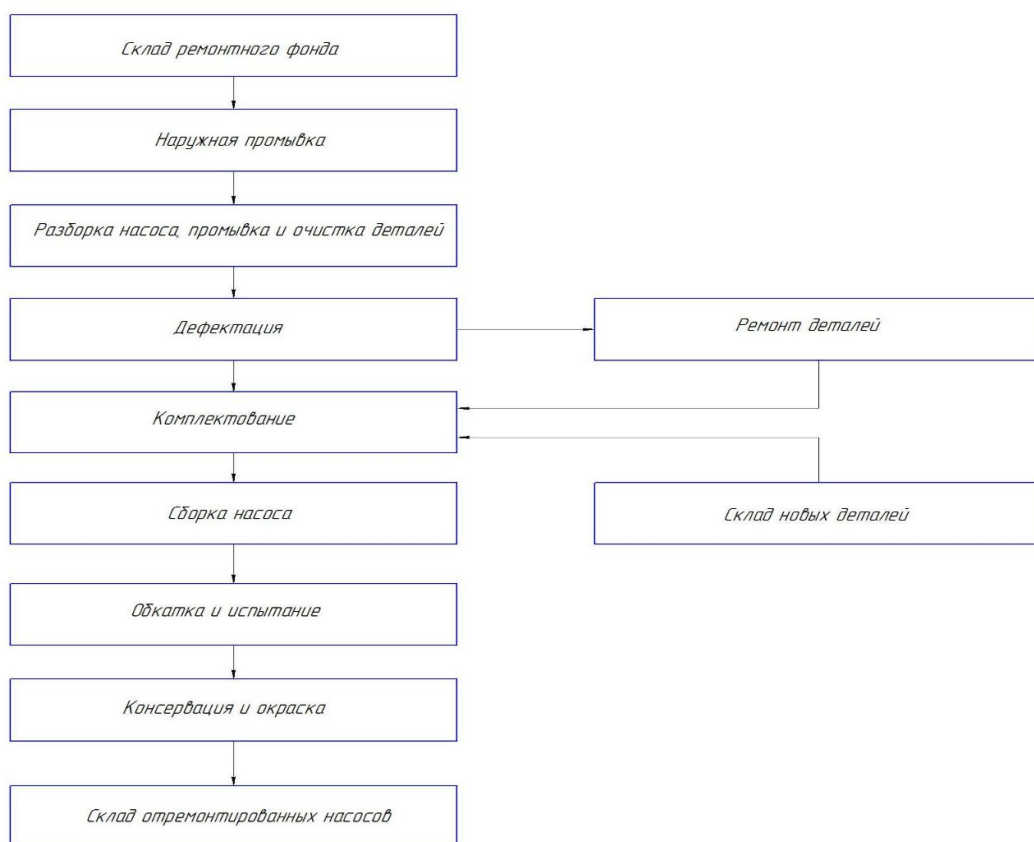 Склад ремонтного фонда
Наружная промывка
Разборка насоса, промывка и очистка деталей
Дефектация
Ремонт деталей
Комплектование
Сборка насоса
Склад новых деталей
Обкатка и испытание
Консервация и окраска
Склад отремонтированных насосов